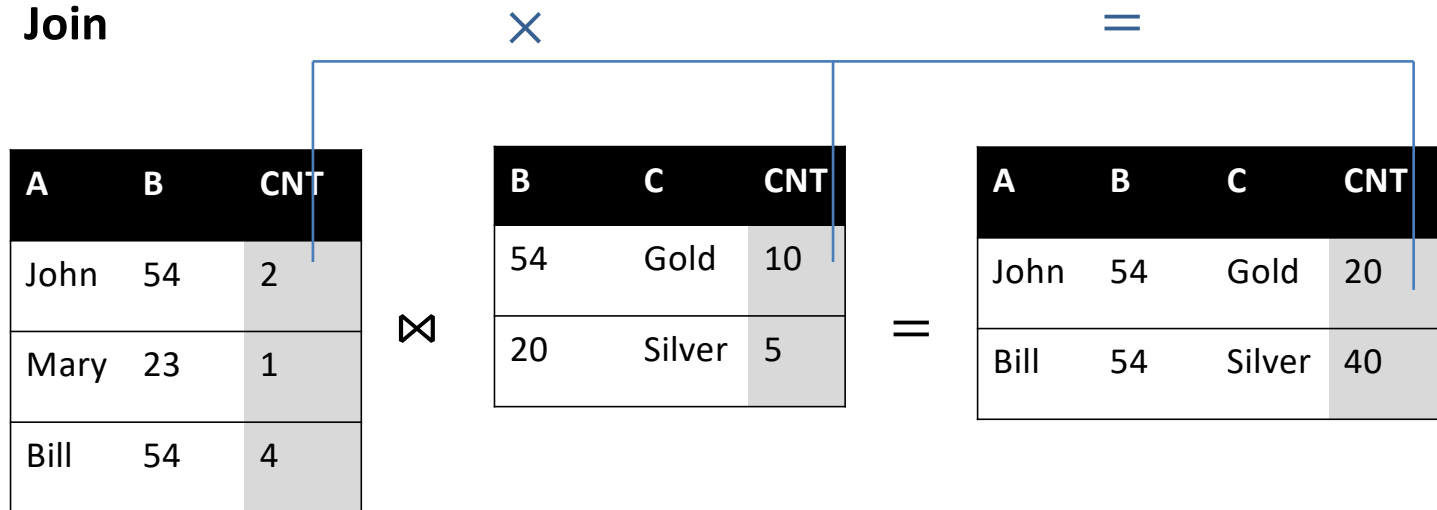 Join
× =
A B CNT
John 54 2
Mary 23 1
Bill 54 4
⋈
B C CNT
54 Gold 10
20 Silver 5
=
A B C CNT
John 54 Gold 20
Bill 54 Silver 40